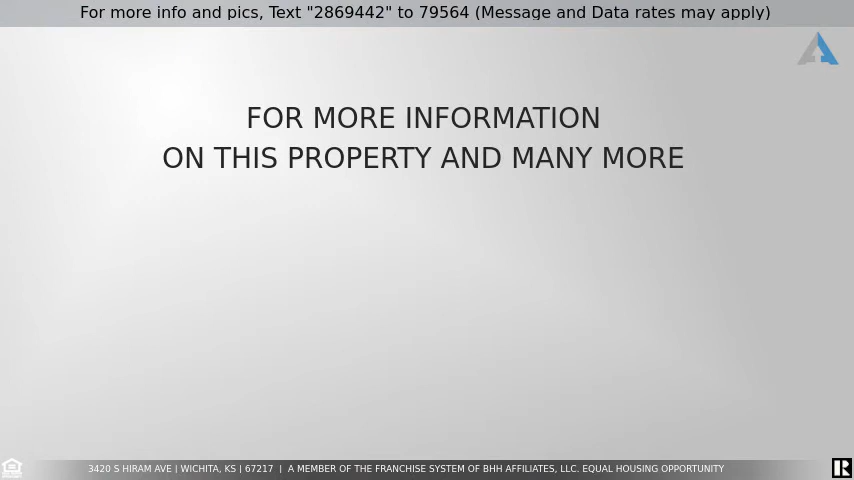 For more info and pics, Text "2869442" to 79564 (Message and Data rates may apply)
FOR MORE INFORMATION
ON THIS PROPERTY AND MANY MORE
3420 S HIRAM AVE | WICHITA, KS | 67217 | A MEMBER OF THE FRANCHISE SYSTEM OF BHH AFFILIATES, LLC. EQUAL HOUSING OPPORTUNITY